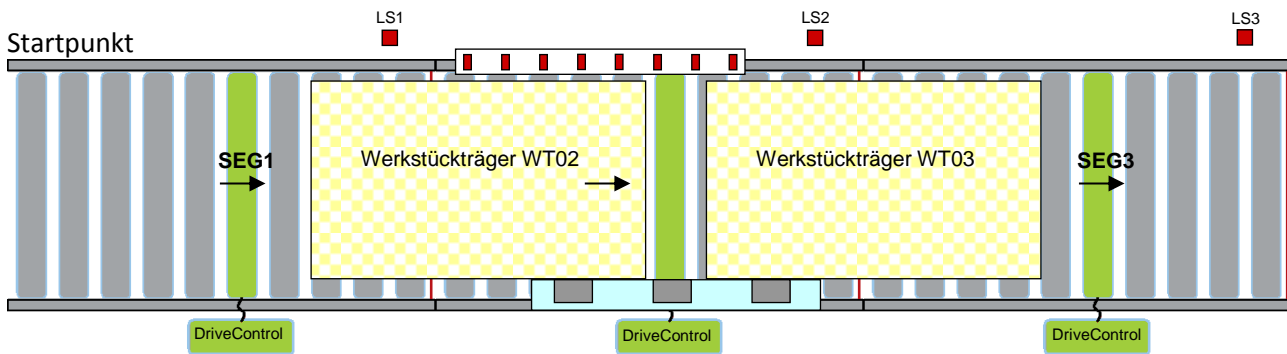 LS1
LS2
LS3
Startpunkt
SEG1
Werkstückträger WT02
Werkstückträger WT03
SEG3
DriveControl
DriveControl
DriveControl